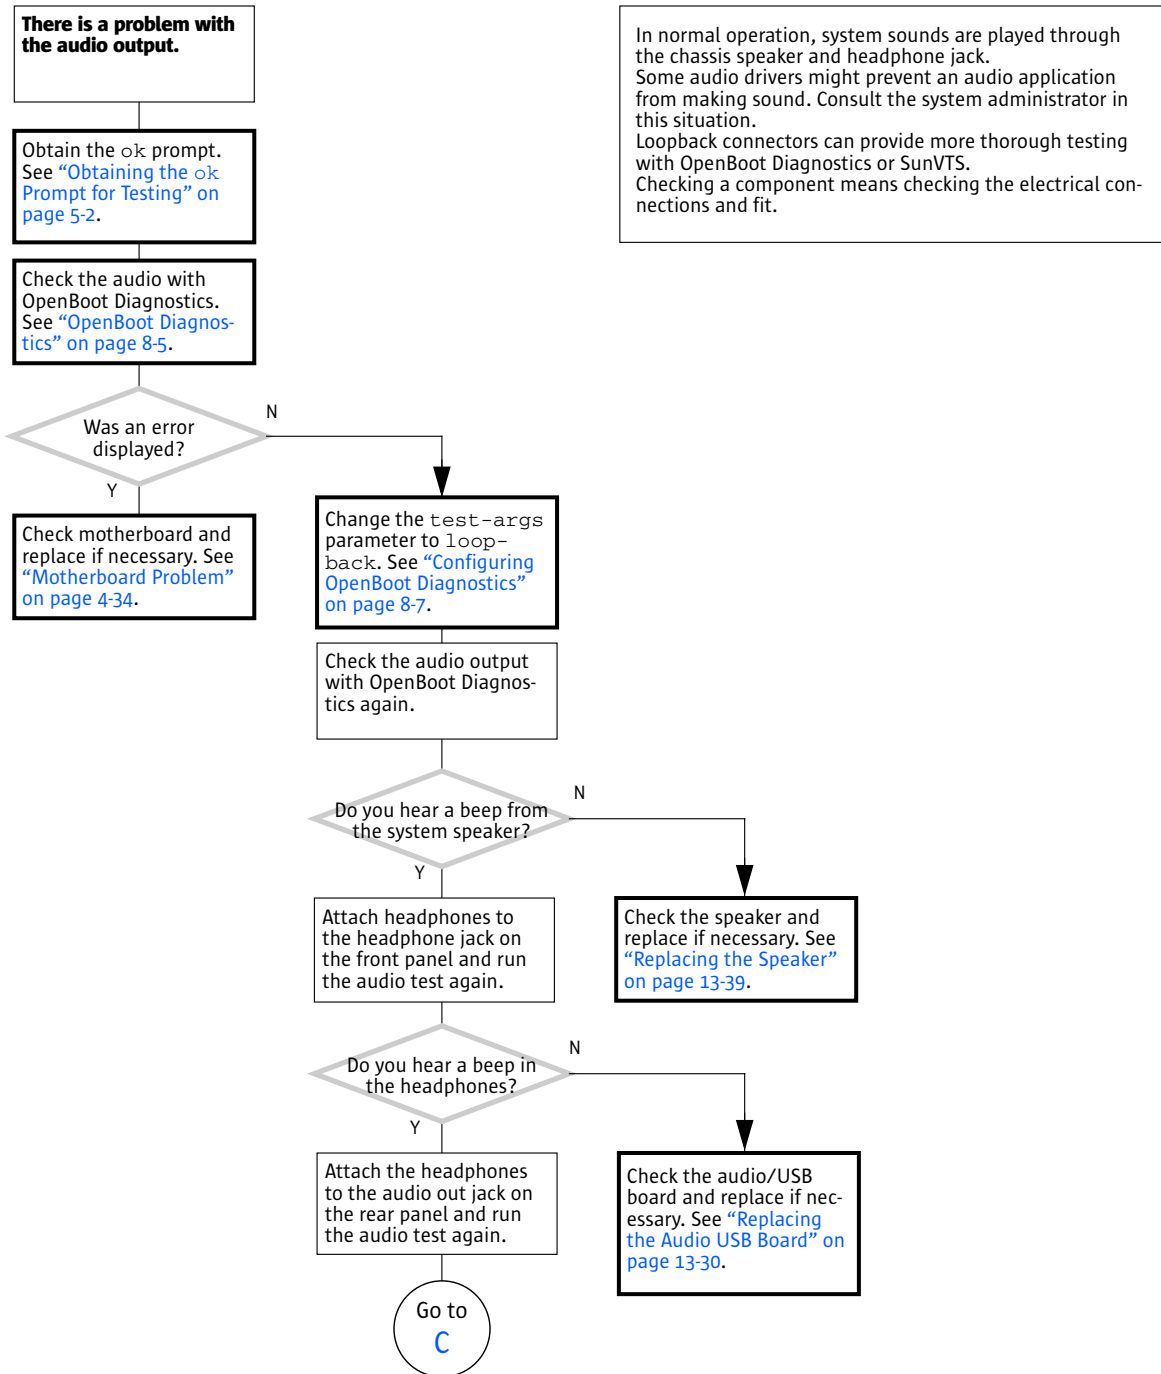 There is a problem with
the audio output.
In normal operation, system sounds are played through
the chassis speaker and headphone jack.
Some audio drivers might prevent an audio application
from making sound. Consult the system administrator in
this situation.
Loopback connectors can provide more thorough testing
with OpenBoot Diagnostics or SunVTS.
Checking a component means checking the electrical con-
nections and fit.
Obtain the ok prompt.
See “Obtaining the ok
Prompt for Testing” on
page 5-2.
Check the audio with
OpenBoot Diagnostics.
See “OpenBoot Diagnos-
tics” on page 8-5.
Was an error
displayed?
N
Y
Check motherboard and
replace if necessary. See
“Motherboard Problem”
on page 4-34.
Change the test-args
parameter to loop-
back. See “Configuring
OpenBoot Diagnostics”
on page 8-7.
Check the audio output
with OpenBoot Diagnos-
tics again.
Do you hear a beep from
the system speaker?
N
Y
Attach headphones to
the headphone jack on
the front panel and run
the audio test again.
Check the speaker and
replace if necessary. See
“Replacing the Speaker”
on page 13-39.
Do you hear a beep in
the headphones?
N
Y
Attach the headphones
to the audio out jack on
the rear panel and run
the audio test again.
Check the audio/USB
board and replace if nec-
essary. See “Replacing
the Audio USB Board” on
page 13-30.
Go to
C